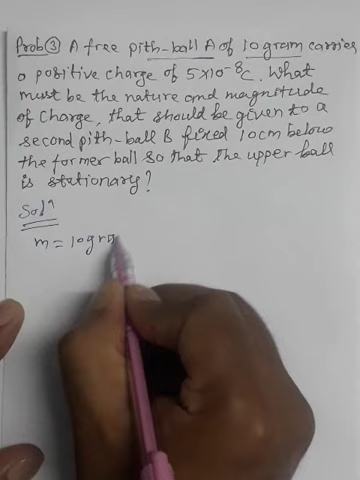 Prob③ A free pith-ball A of 10 gram carries
a positive charge of 5×10⁻⁸C. What
must be the nature and magnitude
of charge, that should be given to a
second pith-ball B fixed 10cm below
the former ball so that the upper ball
is stationary?
Solⁿ
m = 10gm